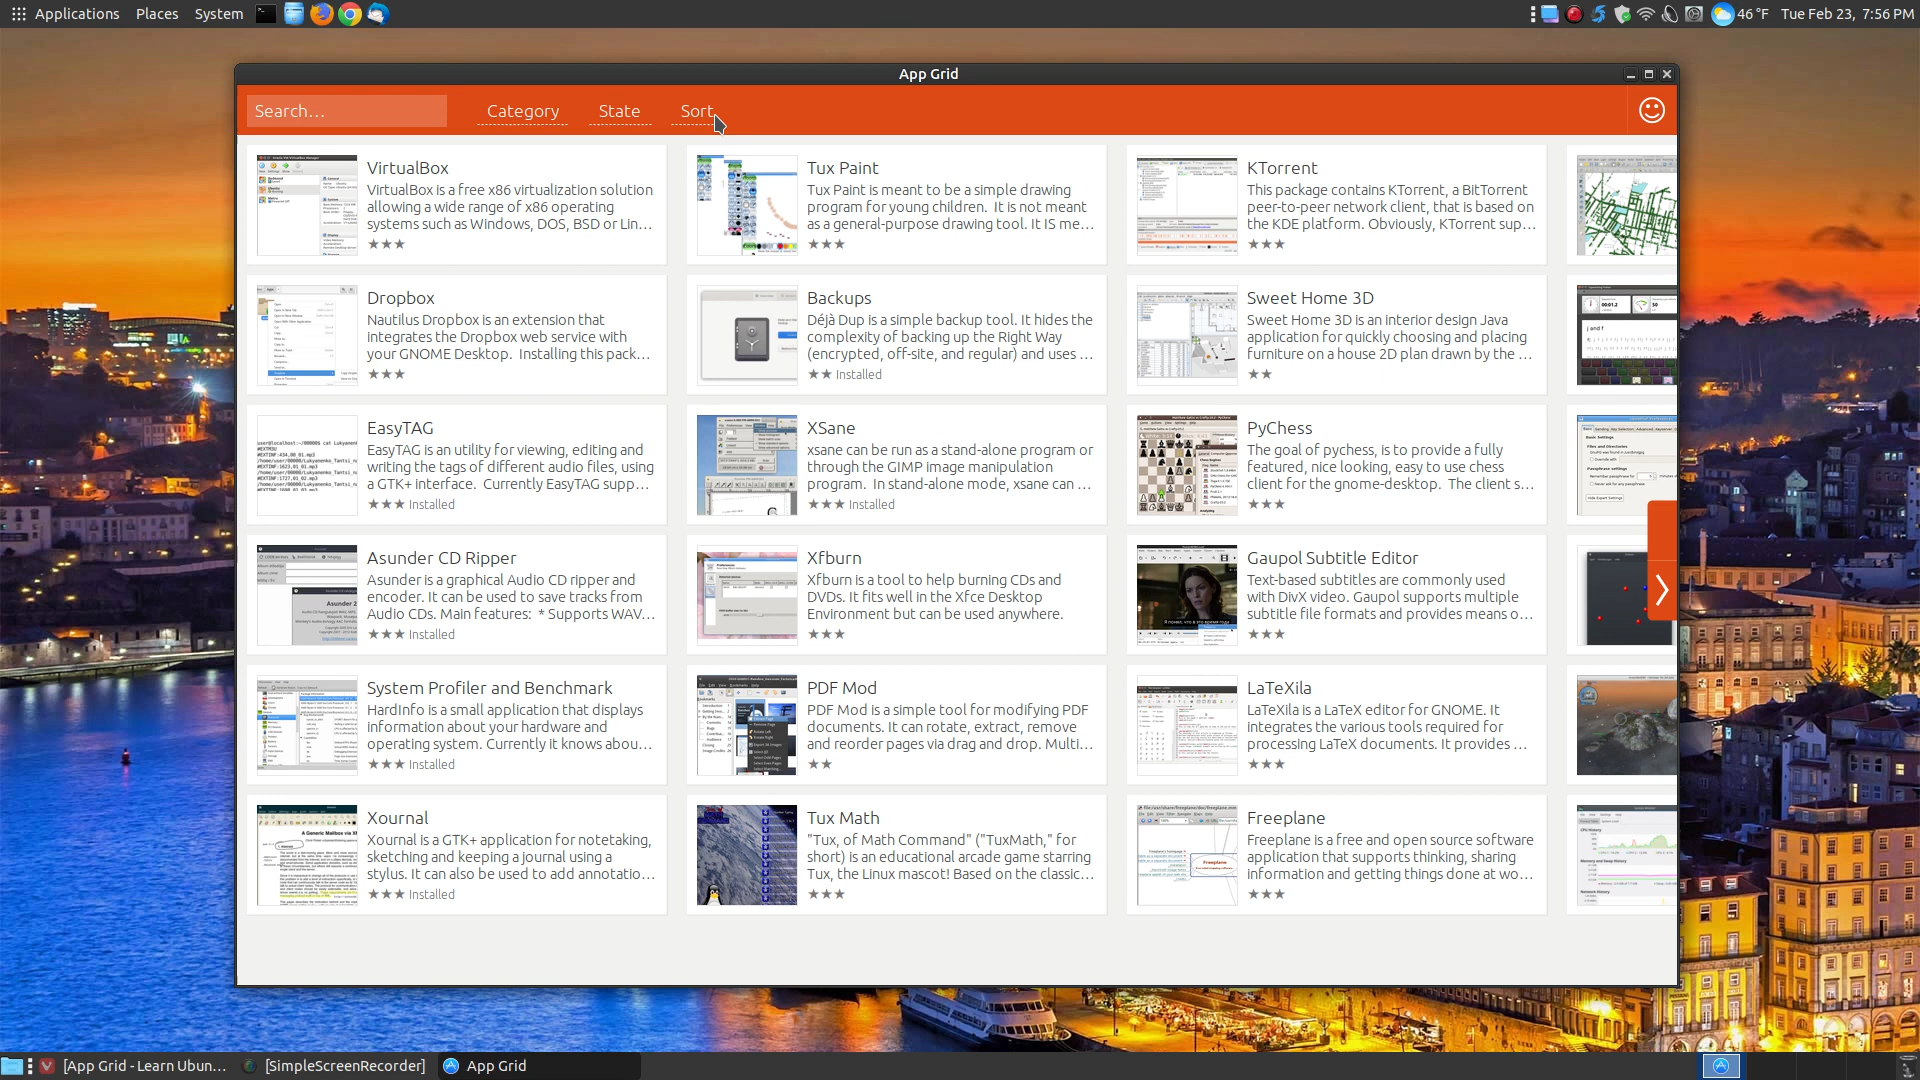 Applications Places System
46 °F Tue Feb 23, 7:56 PM
App Grid
Search...
Category State Sort
VirtualBox
VirtualBox is a free x86 virtualization solution
allowing a wide range of x86 operating
systems such as Windows, DOS, BSD or Lin...
★★★
Tux Paint
Tux Paint is meant to be a simple drawing
program for young children. It is not meant
as a general-purpose drawing tool. It IS me...
★★★
KTorrent
This package contains KTorrent, a BitTorrent
peer-to-peer network client, that is based on
the KDE platform. Obviously, KTorrent sup...
★★★
Dropbox
Nautilus Dropbox is an extension that
integrates the Dropbox web service with
your GNOME Desktop. Installing this pack...
★★★
Backups
Déjà Dup is a simple backup tool. It hides the
complexity of backing up the Right Way
(encrypted, off-site, and regular) and uses ...
★★ Installed
Sweet Home 3D
Sweet Home 3D is an interior design Java
application for quickly choosing and placing
furniture on a house 2D plan drawn by the ...
★★
EasyTAG
EasyTAG is an utility for viewing, editing and
writing the tags of different audio files, using
a GTK+ interface. Currently EasyTAG supp...
★★★ Installed
XSane
xsane can be run as a stand-alone program or
through the GIMP image manipulation
program. In stand-alone mode, xsane can ...
★★★ Installed
PyChess
The goal of pychess, is to provide a fully
featured, nice looking, easy to use chess
client for the gnome-desktop. The client s...
★★★
Asunder CD Ripper
Asunder is a graphical Audio CD ripper and
encoder. It can be used to save tracks from
Audio CDs. Main features: * Supports WAV...
★★★ Installed
Xfburn
Xfburn is a tool to help burning CDs and
DVDs. It fits well in the Xfce Desktop
Environment but can be used anywhere.
★★★
Gaupol Subtitle Editor
Text-based subtitles are commonly used
with DivX video. Gaupol supports multiple
subtitle file formats and provides means o...
★★★
System Profiler and Benchmark
HardInfo is a small application that displays
information about your hardware and
operating system. Currently it knows abou...
★★★ Installed
PDF Mod
PDF Mod is a simple tool for modifying PDF
documents. It can rotate, extract, remove
and reorder pages via drag and drop. Multi...
★★
LaTeXila
LaTeXila is a LaTeX editor for GNOME. It
integrates the various tools required for
processing LaTeX documents. It provides ...
★★★
Xournal
Xournal is a GTK+ application for notetaking,
sketching and keeping a journal using a
stylus. It can also be used to add annotatio...
★★★ Installed
Tux Math
"Tux, of Math Command" ("TuxMath," for
short) is an educational arcade game starring
Tux, the Linux mascot! Based on the classic...
★★★
Freeplane
Freeplane is a free and open source software
application that supports thinking, sharing
information and getting things done at wo...
★★★
[App Grid - Learn Ubun... [SimpleScreenRecorder] App Grid